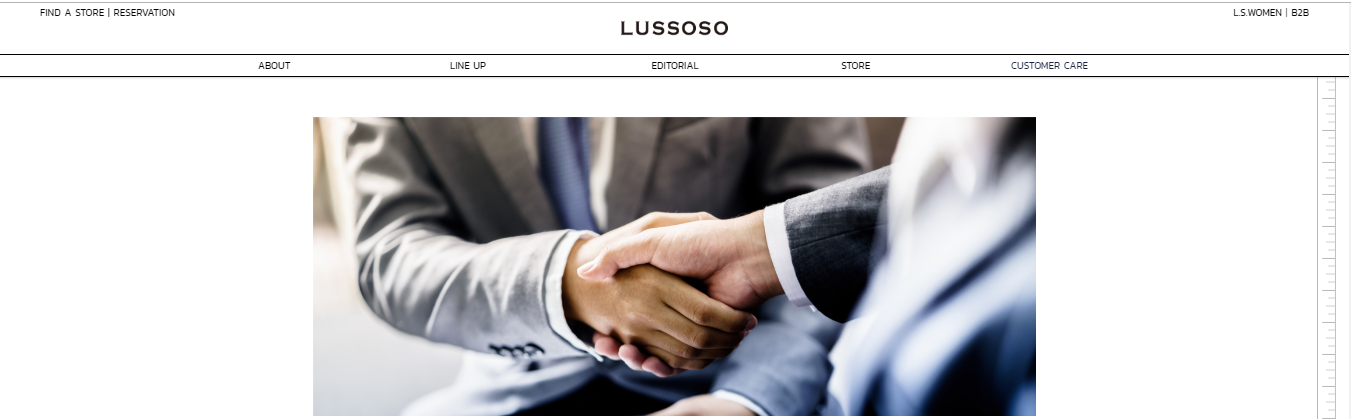 FIND A STORE | RESERVATION
L.S.WOMEN | B2B
LUSSOSO
ABOUT
LINE UP
EDITORIAL
STORE
CUSTOMER CARE